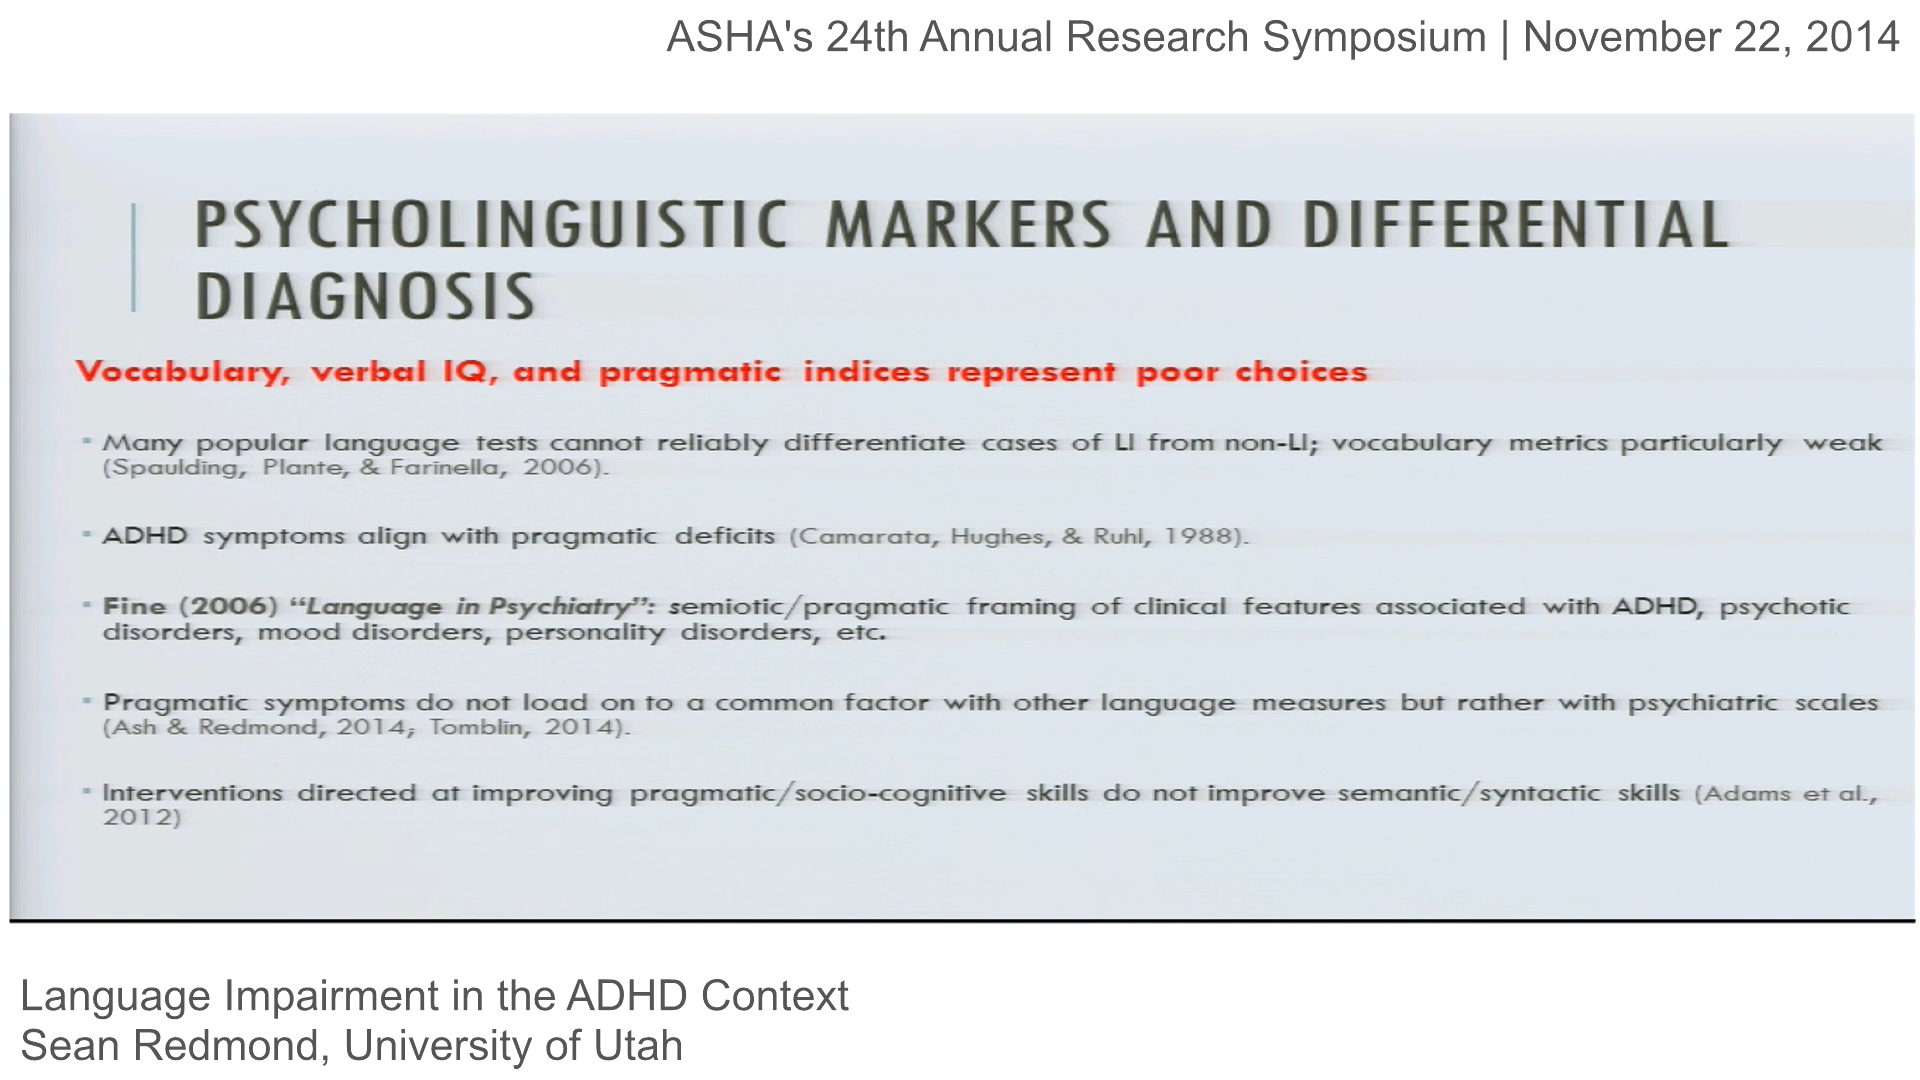 ASHA's 24th Annual Research Symposium | November 22, 2014
PSYCHOLINGUISTIC MARKERS AND DIFFERENTIAL
DIAGNOSIS
Vocabulary, verbal IQ, and pragmatic indices represent poor choices
▪ Many popular language tests cannot reliably differentiate cases of LI from non-LI; vocabulary metrics particularly weak
(Spaulding, Plante, & Farinella, 2006).
▪ ADHD symptoms align with pragmatic deficits (Camarata, Hughes, & Ruhl, 1988).
▪ Fine (2006) “Language in Psychiatry”: semiotic/pragmatic framing of clinical features associated with ADHD, psychotic
disorders, mood disorders, personality disorders, etc.
▪ Pragmatic symptoms do not load on to a common factor with other language measures but rather with psychiatric scales
(Ash & Redmond, 2014; Tomblin, 2014).
▪ Interventions directed at improving pragmatic/socio-cognitive skills do not improve semantic/syntactic skills (Adams et al.,
2012)
Language Impairment in the ADHD Context
Sean Redmond, University of Utah